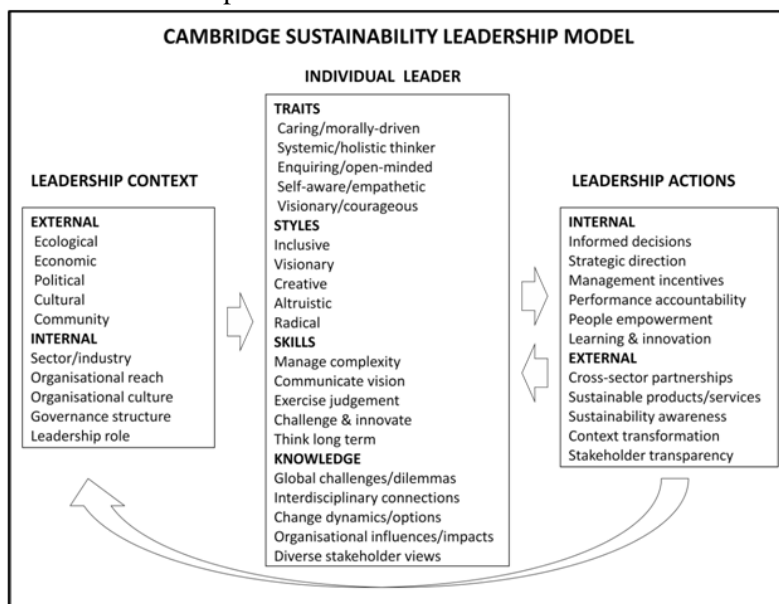 CAMBRIDGE SUSTAINABILITY LEADERSHIP MODEL
LEADERSHIP CONTEXT
EXTERNAL
Ecological
Economic
Political
Cultural
Community
INTERNAL
Sector/industry
Organisational reach
Organisational culture
Governance structure
Leadership role
INDIVIDUAL LEADER
TRAITS
Caring/morally-driven
Systemic/holistic thinker
Enquiring/open-minded
Self-aware/empathetic
Visionary/courageous
STYLES
Inclusive
Visionary
Creative
Altruistic
Radical
SKILLS
Manage complexity
Communicate vision
Exercise judgement
Challenge & innovate
Think long term
KNOWLEDGE
Global challenges/dilemmas
Interdisciplinary connections
Change dynamics/options
Organisational influences/impacts
Diverse stakeholder views
LEADERSHIP ACTIONS
INTERNAL
Informed decisions
Strategic direction
Management incentives
Performance accountability
People empowerment
Learning & innovation
EXTERNAL
Cross-sector partnerships
Sustainable products/services
Sustainability awareness
Context transformation
Stakeholder transparency